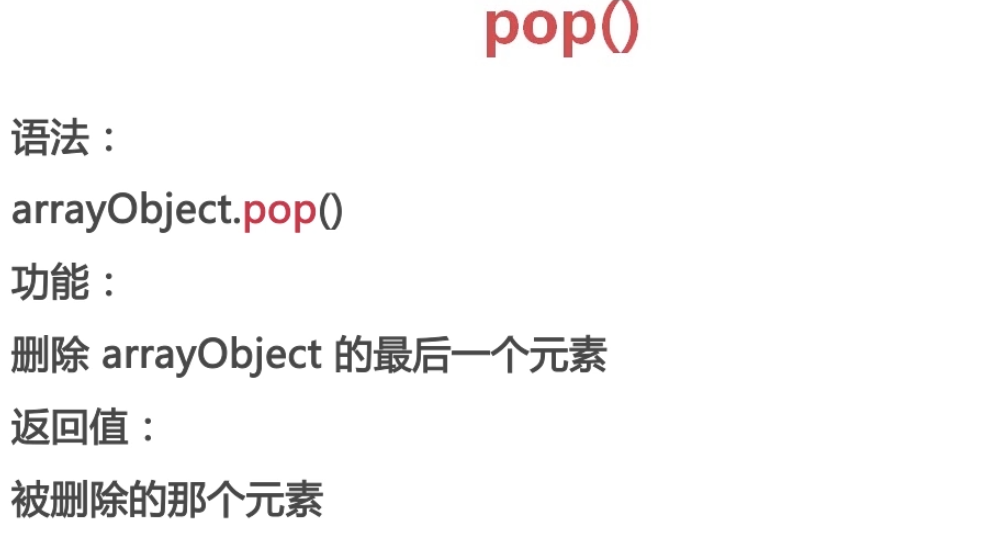 pop()
语法：
arrayObject.pop()
功能：
删除 arrayObject 的最后一个元素
返回值：
被删除的那个元素